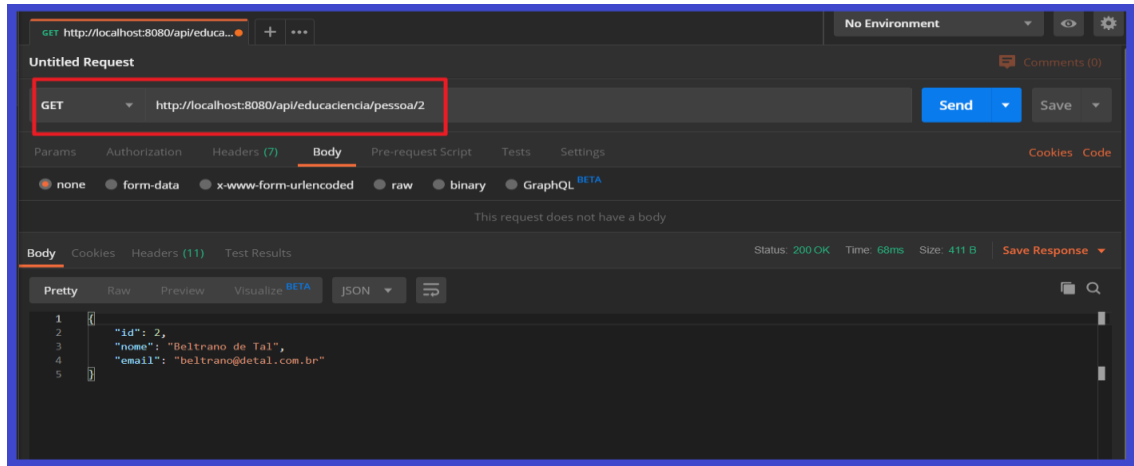 GET http://localhost:8080/api/educa... + ••• No Environment
Untitled Request Comments (0)
GET http://localhost:8080/api/educaciencia/pessoa/2 Send Save
Params Authorization Headers (7) Body Pre-request Script Tests Settings Cookies Code
none form-data x-www-form-urlencoded raw binary GraphQL BETA
This request does not have a body
Body Cookies Headers (11) Test Results Status: 200 OK Time: 68ms Size: 411 B Save Response
Pretty Raw Preview Visualize BETA JSON
1 {
2 "id": 2,
3 "nome": "Beltrano de Tal",
4 "email": "beltrano@detal.com.br"
5 }